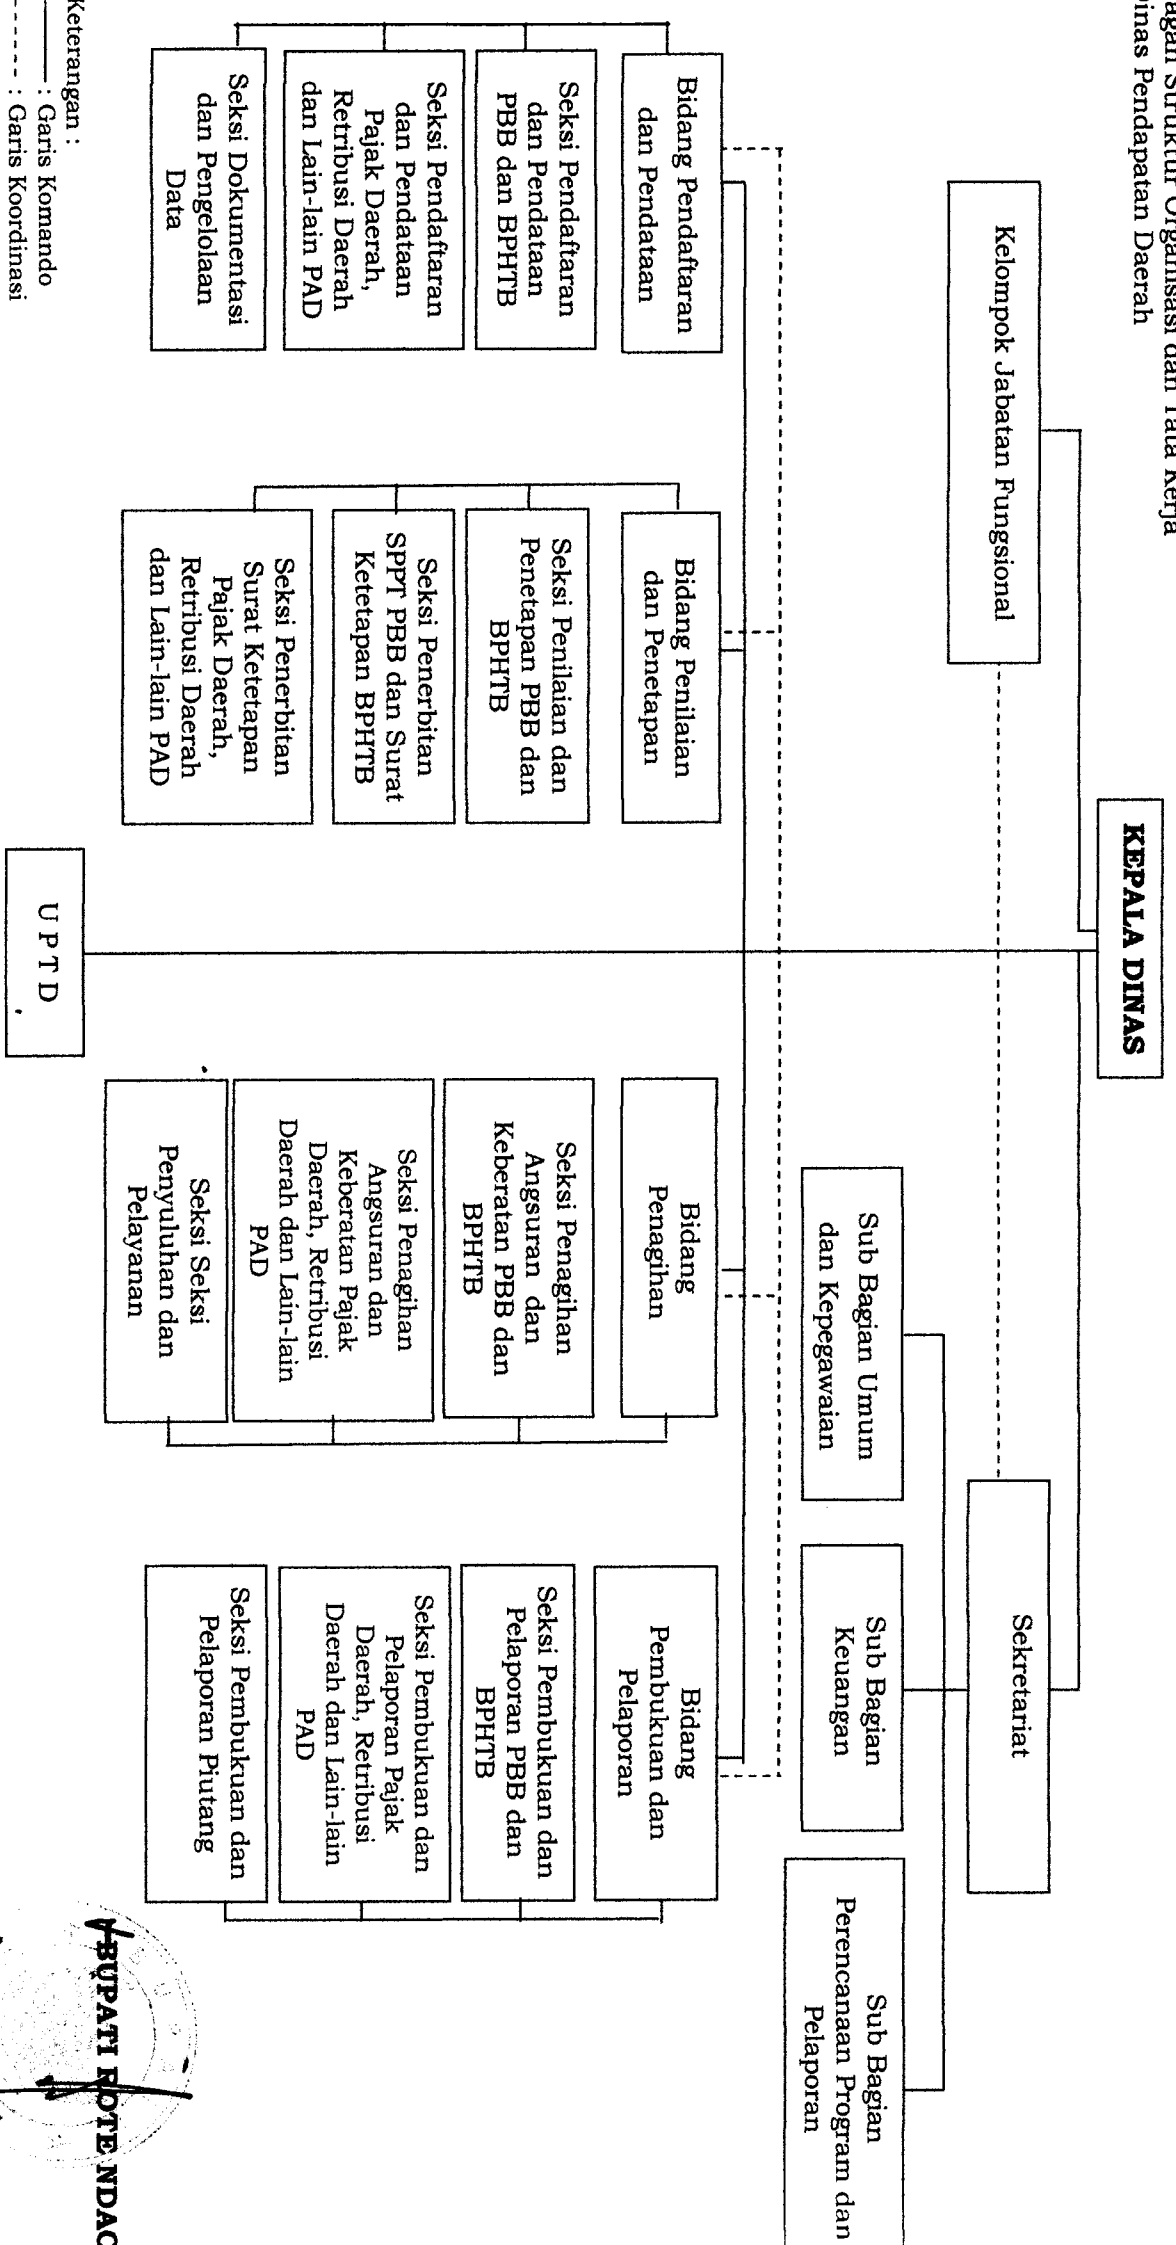 Struktur Organisasi dan Tata Kerja
Dinas Pendapatan Daerah
KEPALA DINAS
Kelompok Jabatan Fungsional
Sekretariat
Sub Bagian Umum
dan Kepegawaian
Sub Bagian
Keuangan
Sub Bagian
Perencanaan Program dan
Pelaporan
Bidang Pendaftaran
dan Pendataan
Seksi Pendaftaran
dan Pendataan
PBB dan BPHTB
Seksi Pendaftaran
dan Pendataan
Pajak Daerah,
Retribusi Daerah
dan Lain-lain PAD
Seksi Dokumentasi
dan Pengelolaan
Data
Bidang Penilaian
dan Penetapan
Seksi Penilaian dan
Penetapan PBB dan
BPHTB
Seksi Penerbitan
SPPT PBB dan Surat
Ketetapan BPHTB
Seksi Penerbitan
Surat Ketetapan
Pajak Daerah,
Retribusi Daerah
dan Lain-lain PAD
Bidang
Penagihan
Seksi Penagihan
Angsuran dan
Keberatan PBB dan
BPHTB
Seksi Penagihan
Angsuran dan
Keberatan Pajak
Daerah, Retribusi
Daerah dan Lain-lain
PAD
Seksi Seksi
Penyuluhan dan
Pelayanan
Bidang
Pembukuan dan
Pelaporan
Seksi Pembukuan dan
Pelaporan PBB dan
BPHTB
Seksi Pembukuan dan
Pelaporan Pajak
Daerah, Retribusi
Daerah dan Lain-lain
PAD
Seksi Pembukuan dan
Pelaporan Piutang
U P T D
Keterangan :
: Garis Komando
: Garis Koordinasi
BUPATI ROTE NDAO